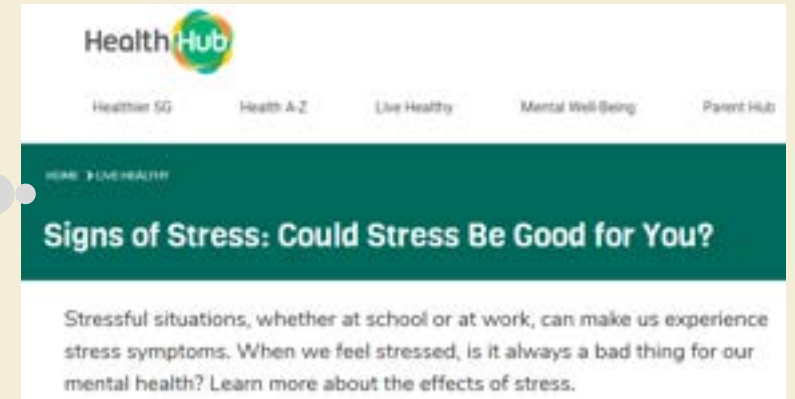 HealthHub
Healthier SG Health A-Z Live Healthy Mental Well-Being Parent Hub
HOME > LIVE HEALTHY
Signs of Stress: Could Stress Be Good for You?
Stressful situations, whether at school or at work, can make us experience
stress symptoms. When we feel stressed, is it always a bad thing for our
mental health? Learn more about the effects of stress.